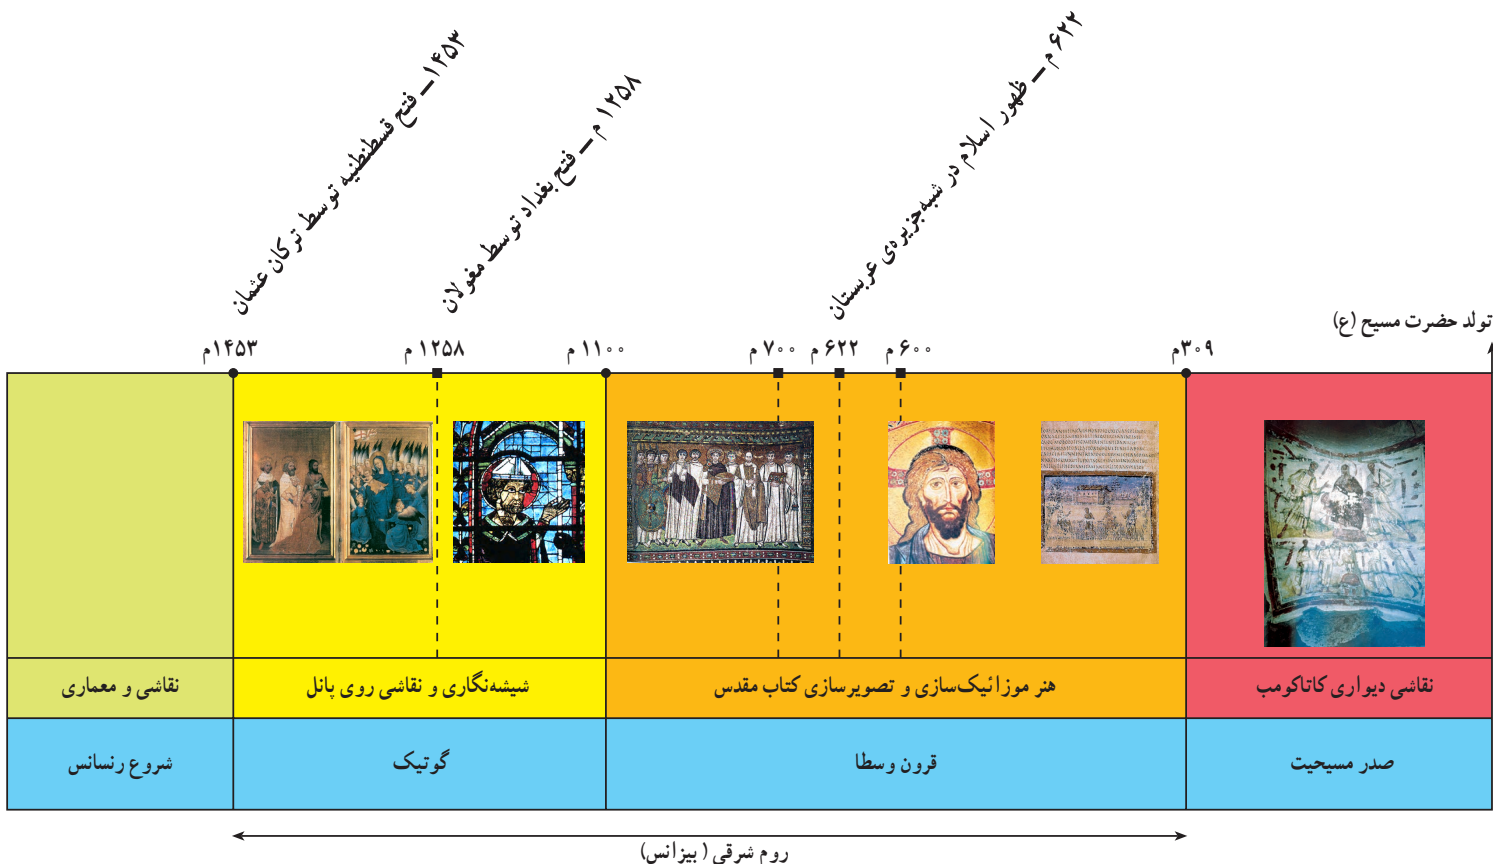 ۱۴۵۳ــ فتح قسطنطنیه توسط ترکان عثمان
۱۲۵۸ م ــ فتح بغداد توسط مغولان
۶۲۲ م ــ ظهور اسلام در شبه‌جزیره‌ی عربستان
تولد حضرت مسیح (ع)
۳۰۹م
۶۰۰ م
۶۲۲ م
۷۰۰ م
۱۱۰۰ م
۱۲۵۸ م
۱۴۵۳م
نقاشی دیواری کاتاکومب
هنر موزائیک‌سازی و تصویرسازی کتاب مقدس
شیشه‌نگاری و نقاشی روی پانل
نقاشی و معماری
صدر مسیحیت
قرون وسطا
گوتیک
شروع رنسانس
روم شرقی ( بیزانس)